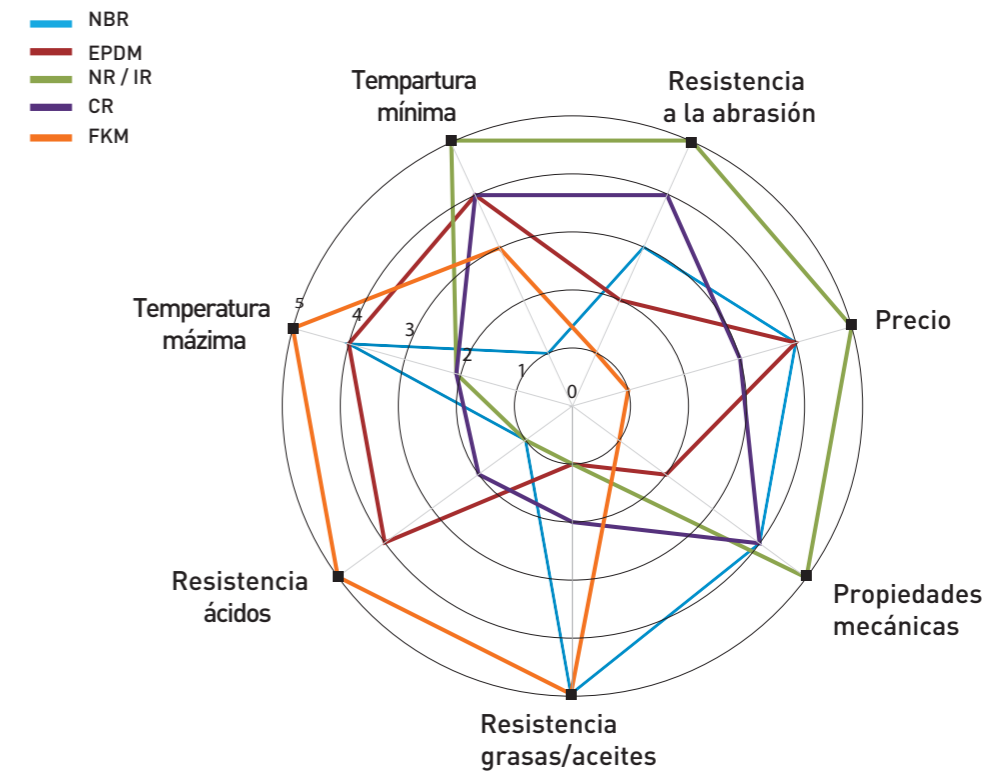 NBR
EPDM
NR / IR
CR
FKM
Tempartura
mínima
Resistencia
a la abrasión
Temperatura
mázima
5
4
3
2
1
0
Precio
Resistencia
ácidos
Propiedades
mecánicas
Resistencia
grasas/aceites